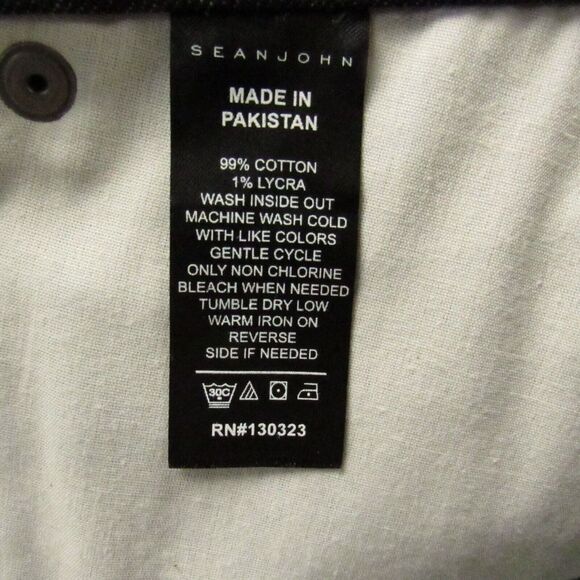 SEANJOHN
MADE IN
PAKISTAN
99% COTTON
1% LYCRA
WASH INSIDE OUT
MACHINE WASH COLD
WITH LIKE COLORS
GENTLE CYCLE
ONLY NON CHLORINE
BLEACH WHEN NEEDED
TUMBLE DRY LOW
WARM IRON ON
REVERSE
SIDE IF NEEDED
30C
RN#130323